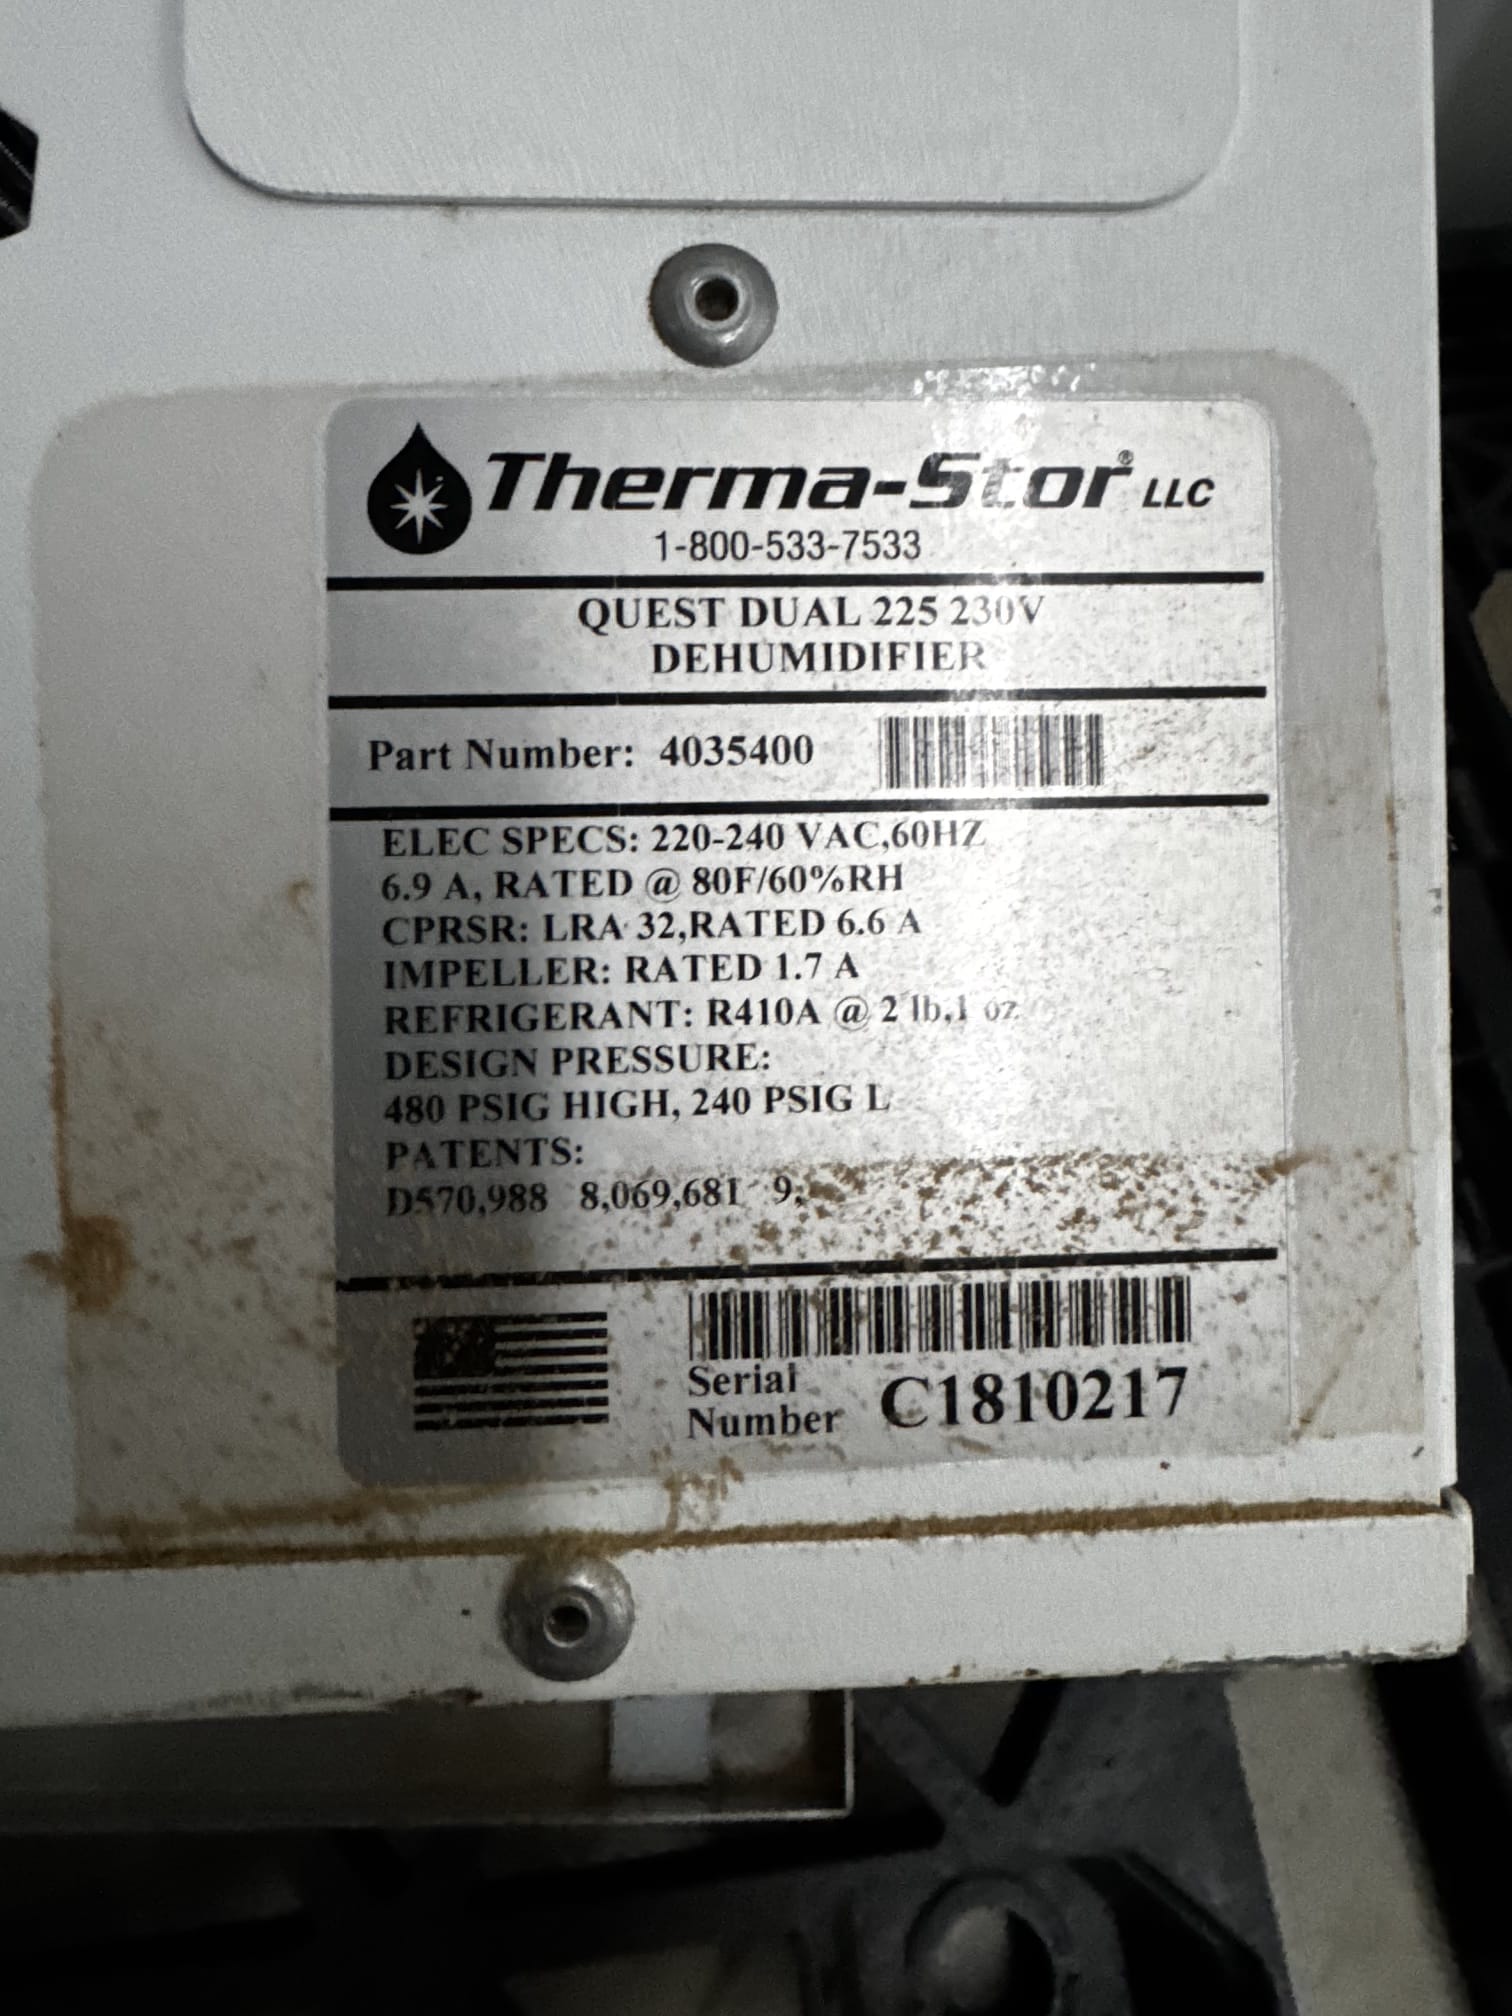 Therma-Stor® LLC
1-800-533-7533
QUEST DUAL 225 230V
DEHUMIDIFIER
Part Number: 4035400
ELEC SPECS: 220-240 VAC,60HZ
6.9 A, RATED @ 80F/60%RH
CPRSR: LRA 32,RATED 6.6 A
IMPELLER: RATED 1.7 A
REFRIGERANT: R410A @ 2 lb,1 oz
DESIGN PRESSURE:
480 PSIG HIGH, 240 PSIG L
PATENTS:
D570,988 8,069,681
Serial
Number C1810217